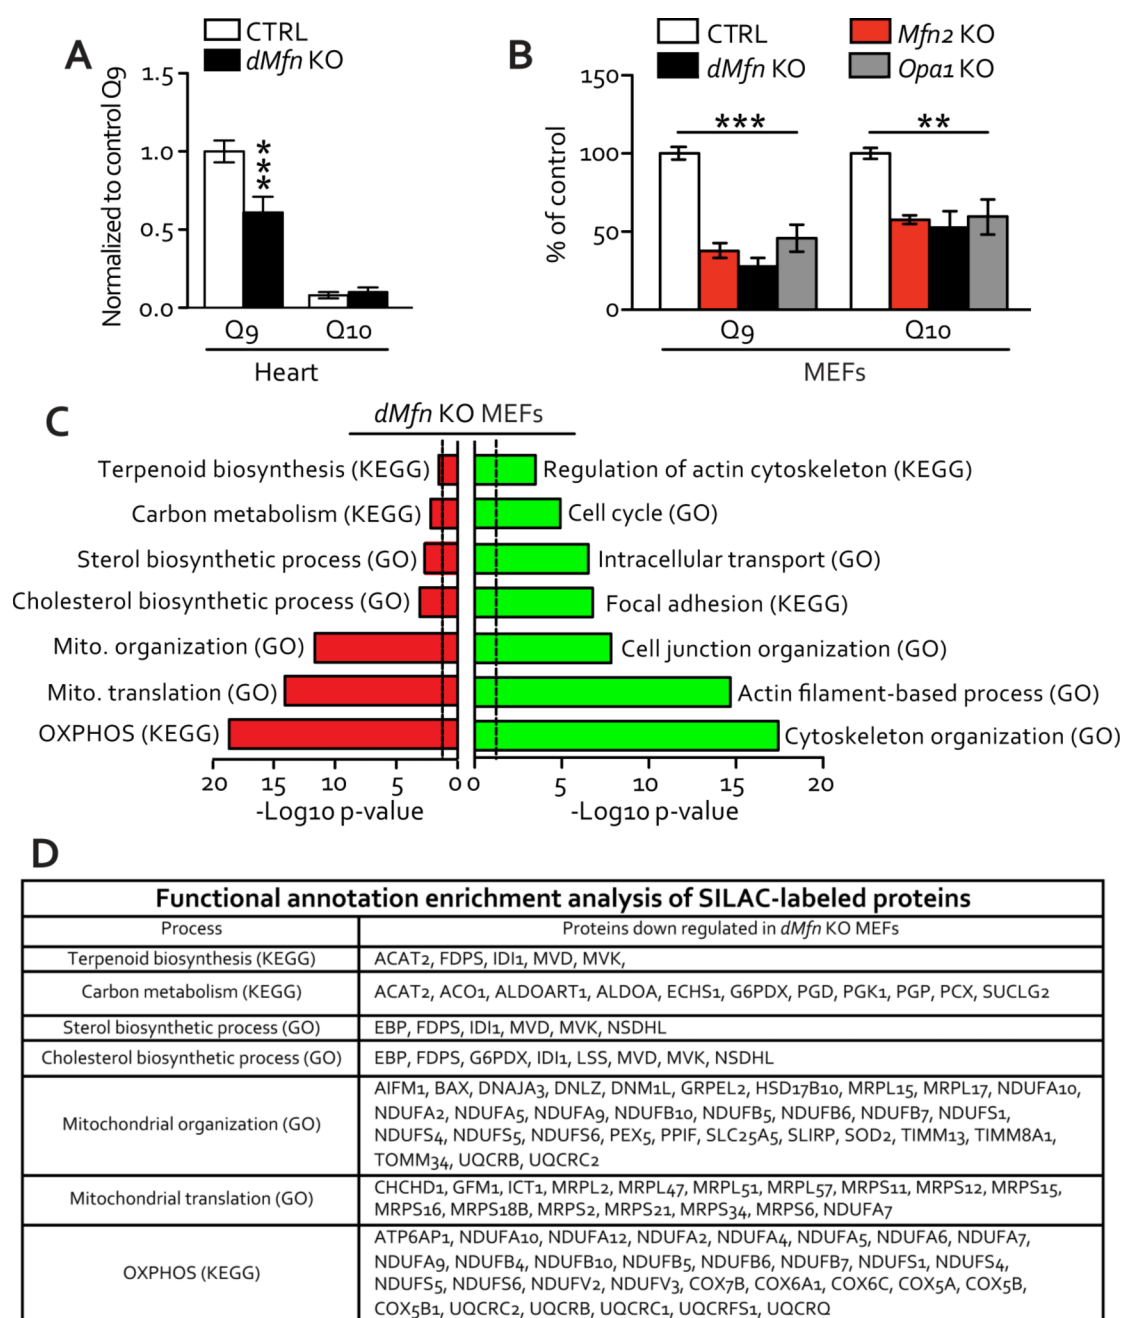 A
CTRL
dMfn KO
Normalized to control Q9
1.5
1.0
0.5
0.0
***
Q9
Q10
Heart
B
CTRL
dMfn KO
Mfn2 KO
Opa1 KO
% of control
150
100
50
0
***
**
Q9
Q10
MEFs
C
dMfn KO MEFs
Terpenoid biosynthesis (KEGG)
Carbon metabolism (KEGG)
Sterol biosynthetic process (GO)
Cholesterol biosynthetic process (GO)
Mito. organization (GO)
Mito. translation (GO)
OXPHOS (KEGG)
Regulation of actin cytoskeleton (KEGG)
Cell cycle (GO)
Intracellular transport (GO)
Focal adhesion (KEGG)
Cell junction organization (GO)
Actin filament-based process (GO)
Cytoskeleton organization (GO)
20 15 10 5 0
-Log10 p-value
0 5 10 15 20
-Log10 p-value
D
Functional annotation enrichment analysis of SILAC-labeled proteins
Process
Proteins down regulated in dMfn KO MEFs
Terpenoid biosynthesis (KEGG)
ACAT2, FDPS, IDI1, MVD, MVK,
Carbon metabolism (KEGG)
ACAT2, ACO1, ALDOART1, ALDOA, ECHS1, G6PDX, PGD, PGK1, PGP, PCX, SUCLG2
Sterol biosynthetic process (GO)
EBP, FDPS, IDI1, MVD, MVK, NSDHL
Cholesterol biosynthetic process (GO)
EBP, FDPS, G6PDX, IDI1, LSS, MVD, MVK, NSDHL
Mitochondrial organization (GO)
AIFM1, BAX, DNAJA3, DNLZ, DNM1L, GRPEL2, HSD17B10, MRPL15, MRPL17, NDUFA10,
NDUFA2, NDUFA5, NDUFA9, NDUFB10, NDUFB5, NDUFB6, NDUFB7, NDUFS1,
NDUFS4, NDUFS5, NDUFS6, PEX5, PPIF, SLC25A5, SLIRP, SOD2, TIMM13, TIMM8A1,
TOMM34, UQCRB, UQCRC2
Mitochondrial translation (GO)
CHCHD1, GFM1, ICT1, MRPL2, MRPL47, MRPL51, MRPL57, MRPS11, MRPS12, MRPS15,
MRPS16, MRPS18B, MRPS2, MRPS21, MRPS34, MRPS6, NDUFA7
OXPHOS (KEGG)
ATP6AP1, NDUFA10, NDUFA12, NDUFA2, NDUFA4, NDUFA5, NDUFA6, NDUFA7,
NDUFA9, NDUFB4, NDUFB10, NDUFB5, NDUFB6, NDUFB7, NDUFS1, NDUFS4,
NDUFS5, NDUFS6, NDUFV2, NDUFV3, COX7B, COX6A1, COX6C, COX5A, COX5B,
COX5B1, UQCRC2, UQCRB, UQCRC1, UQCRFS1, UQCRQ